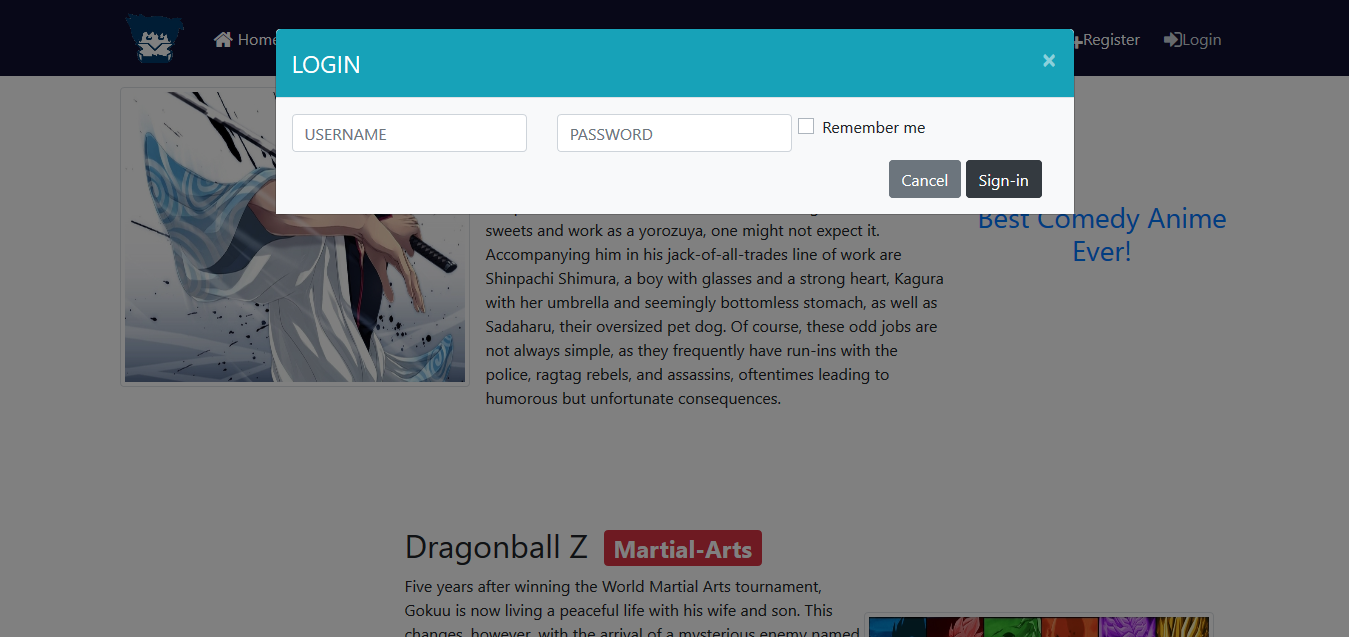 Home
Register
Login
LOGIN
×
USERNAME
PASSWORD
Remember me
Cancel
Sign-in
sweets and work as a yorozuya, one might not expect it.
Accompanying him in his jack-of-all-trades line of work are
Shinpachi Shimura, a boy with glasses and a strong heart, Kagura
with her umbrella and seemingly bottomless stomach, as well as
Sadaharu, their oversized pet dog. Of course, these odd jobs are
not always simple, as they frequently have run-ins with the
police, ragtag rebels, and assassins, oftentimes leading to
humorous but unfortunate consequences.
Best Comedy Anime
Ever!
Dragonball Z Martial-Arts
Five years after winning the World Martial Arts tournament,
Gokuu is now living a peaceful life with his wife and son. This
changes, however, with the arrival of a mysterious enemy named